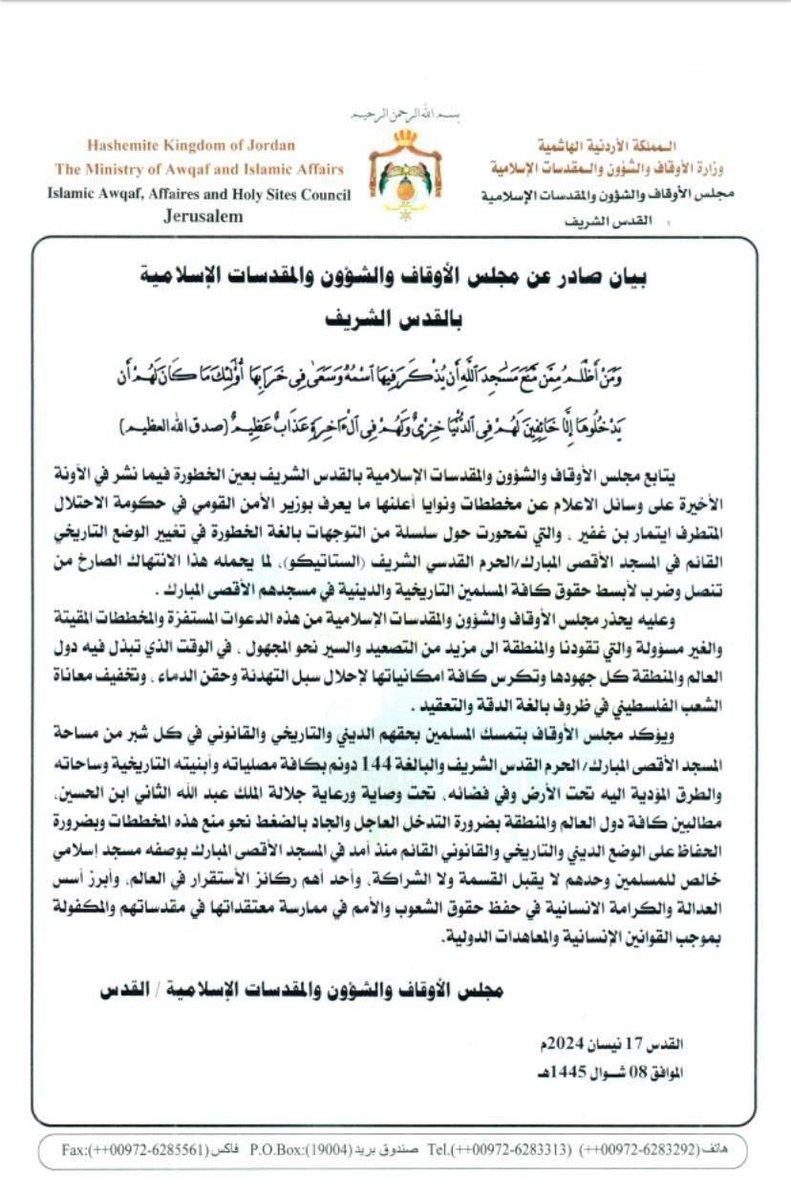 بسم الله الرحمن الرحيم
Hashemite Kingdom of Jordan
The Ministry of Awqaf and Islamic Affairs
Islamic Awqaf, Affaires and Holy Sites Council
Jerusalem
المملكة الأردنية الهاشمية
وزارة الأوقاف والشؤون والمقدسات الإسلامية
مجلس الأوقاف والشؤون والمقدسات الإسلامية
القدس الشريف
بيان صادر عن مجلس الأوقاف والشؤون والمقدسات الإسلامية
بالقدس الشريف
وَمَنْ أَظْلَمُ مِمَّن مَّنَعَ مَسَاجِدَ اللَّهِ أَن يُذْكَرَ فِيهَا اسْمُهُ وَسَعَىٰ فِي خَرَابِهَا أُولَٰئِكَ مَا كَانَ لَهُمْ أَن
يَدْخُلُوهَا إِلَّا خَائِفِينَ لَهُمْ فِي الدُّنْيَا خِزْيٌ وَلَهُمْ فِي الْآخِرَةِ عَذَابٌ عَظِيمٌ (صدق الله العظيم)
يتابع مجلس الأوقاف والشؤون والمقدسات الإسلامية بالقدس الشريف بعين الخطورة فيما نشر في الآونة
الأخيرة على وسائل الاعلام عن مخططات ونوايا أعلنها ما يعرف بوزير الأمن القومي في حكومة الاحتلال
المتطرف ايتمار بن غفير ، والتي تمحورت حول سلسلة من التوجهات بالغة الخطورة في تغيير الوضع التاريخي
القائم في المسجد الأقصى المبارك/الحرم القدسي الشريف (الستاتيكو)، لما يحمله هذا الانتهاك الصارخ من
تنصل وضرب لأبسط حقوق كافة المسلمين التاريخية والدينية في مسجدهم الأقصى المبارك .
وعليه يحذر مجلس الأوقاف والشؤون والمقدسات الإسلامية من هذه الدعوات المستفزة والمخططات المقيتة
والغير مسؤولة والتي تقودنا والمنطقة الى مزيد من التصعيد والسير نحو المجهول ، في الوقت الذي تبذل فيه دول
العالم والمنطقة كل جهودها وتكرس كافة امكانياتها لإحلال سبل التهدئة وحقن الدماء ، وتخفيف معاناة
الشعب الفلسطيني في ظروف بالغة الدقة والتعقيد .
ويؤكد مجلس الأوقاف بتمسك المسلمين بحقهم الديني والتاريخي والقانوني في كل شبر من مساحة
المسجد الأقصى المبارك/ الحرم القدس الشريف والبالغة 144 دونم بكافة مصلياته وأبنيته التاريخية وساحاته
والطرق المؤدية اليه تحت الأرض وفي فضائه، تحت وصاية ورعاية جلالة الملك عبد الله الثاني ابن الحسين،
مطالبين كافة دول العالم والمنطقة بضرورة التدخل العاجل والجاد بالضغط نحو منع هذه المخططات وبضرورة
الحفاظ على الوضع الديني والتاريخي والقانوني القائم منذ أمد في المسجد الأقصى المبارك بوصفه مسجد إسلامي
خالص للمسلمين وحدهم لا يقبل القسمة ولا الشراكة، وأحد أهم ركائز الأستقرار في العالم، وأبرز أسس
العدالة والكرامة الانسانية في حفظ حقوق الشعوب والأمم في ممارسة معتقداتها في مقدساتهم والمكفولة
بموجب القوانين الإنسانية والمعاهدات الدولية.
مجلس الأوقاف والشؤون والمقدسات الإسلامية / القدس
القدس 17 نيسان 2024م
الموافق 08 شوال 1445هـ
هاتف (00972-6283292++) Tel.(++00972-6283313) صندوق بريد P.O.Box:(19004) فاكس Fax:(++00972-6285561)